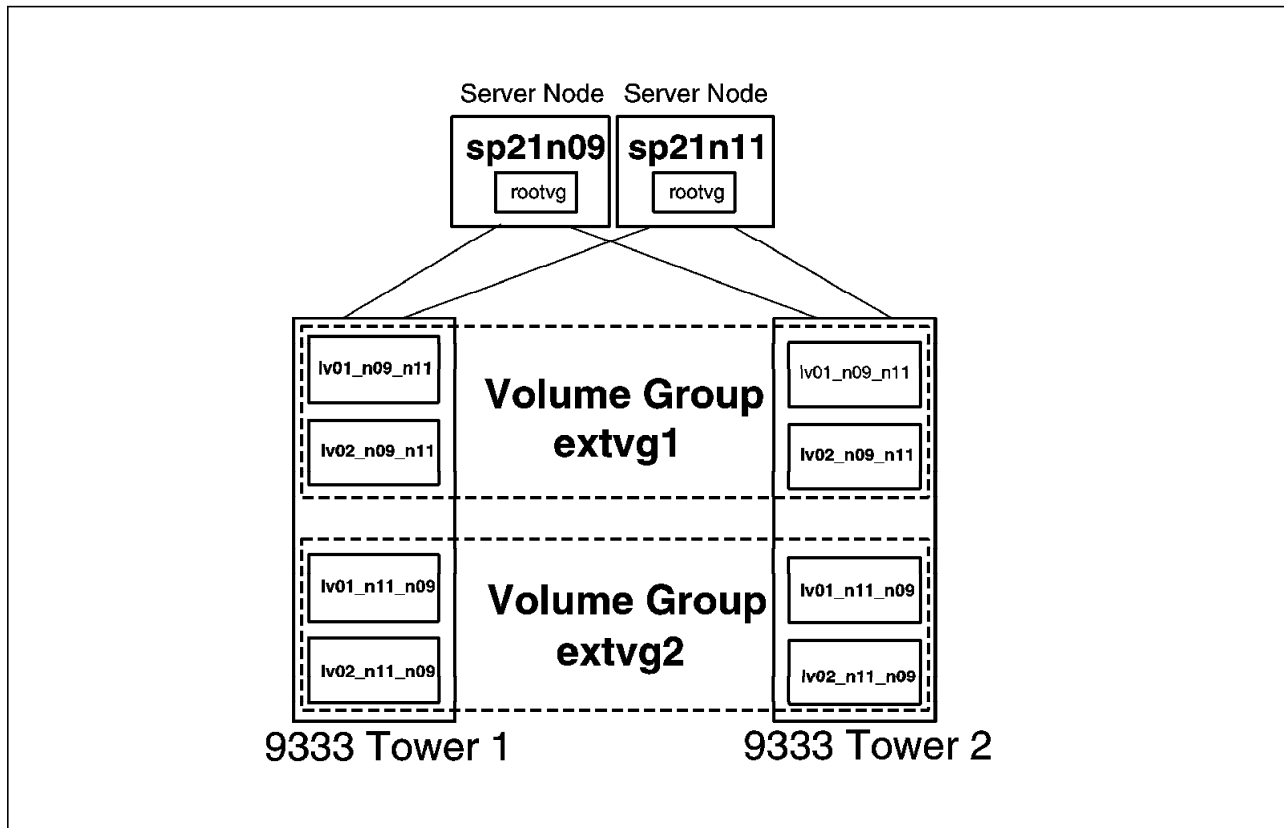 Server Node Server Node
sp21n09 sp21n11
rootvg rootvg
lv01_n09_n11
lv02_n09_n11
Volume Group
extvg1
lv01_n09_n11
lv02_n09_n11
lv01_n11_n09
lv02_n11_n09
Volume Group
extvg2
lv01_n11_n09
lv02_n11_n09
9333 Tower 1
9333 Tower 2